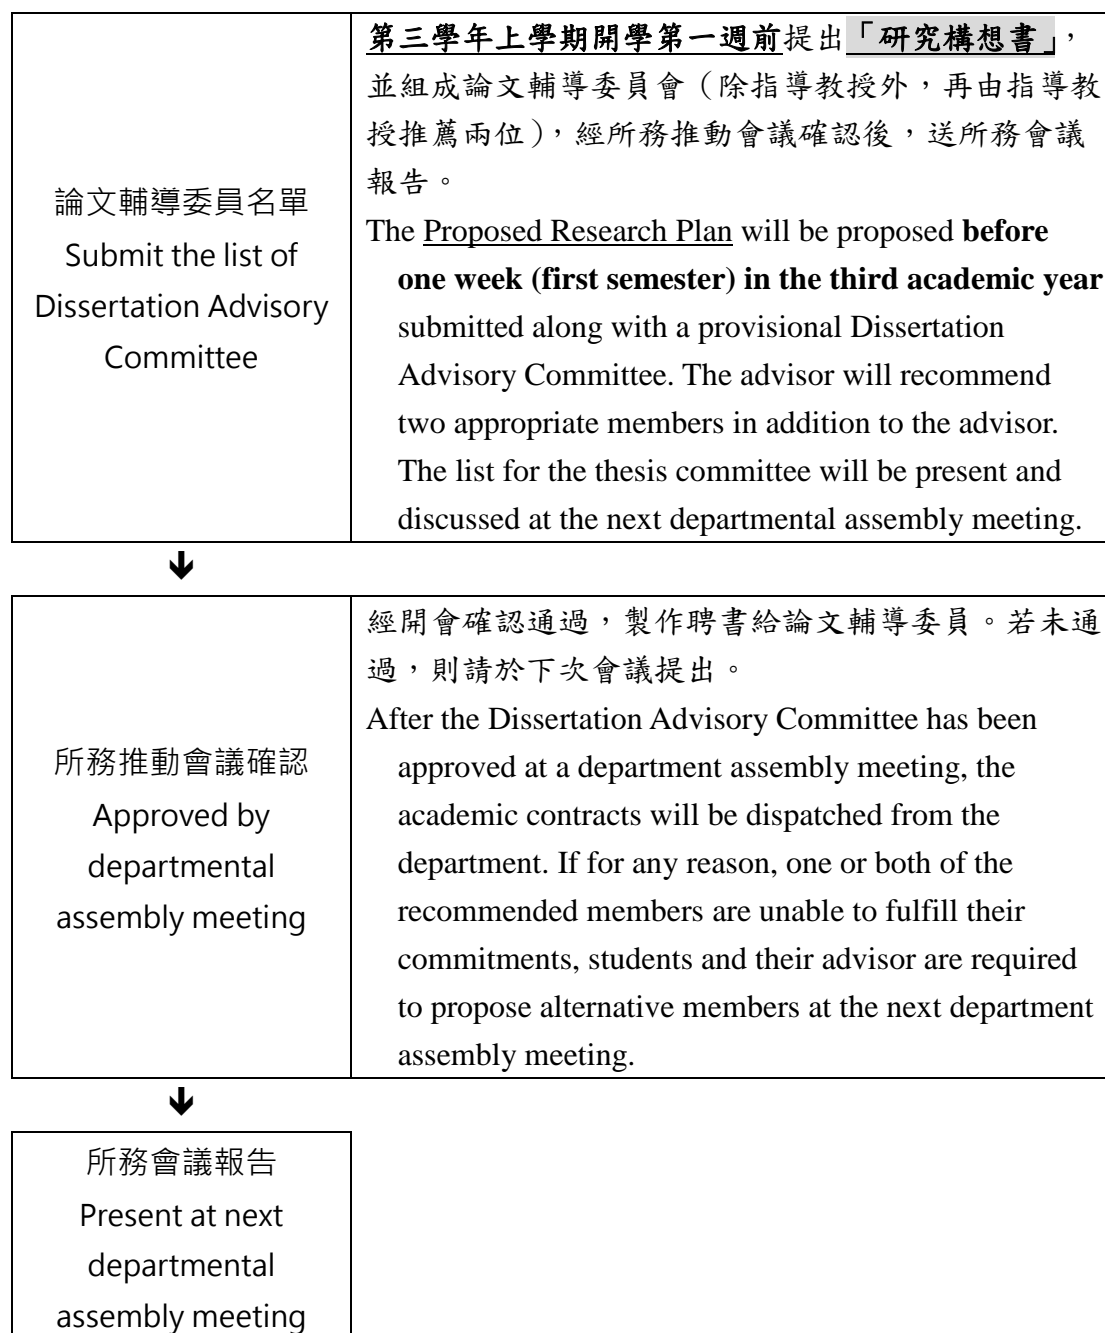 論文輔導委員名單
Submit the list of
Dissertation Advisory
Committee
第三學年上學期開學第一週前提出「研究構想書」，
並組成論文輔導委員會（除指導教授外，再由指導教
授推薦兩位），經所務推動會議確認後，送所務會議
報告。
The Proposed Research Plan will be proposed before
one week (first semester) in the third academic year
submitted along with a provisional Dissertation
Advisory Committee. The advisor will recommend
two appropriate members in addition to the advisor.
The list for the thesis committee will be present and
discussed at the next departmental assembly meeting.
所務推動會議確認
Approved by
departmental
assembly meeting
經開會確認通過，製作聘書給論文輔導委員。若未通
過，則請於下次會議提出。
After the Dissertation Advisory Committee has been
approved at a department assembly meeting, the
academic contracts will be dispatched from the
department. If for any reason, one or both of the
recommended members are unable to fulfill their
commitments, students and their advisor are required
to propose alternative members at the next department
assembly meeting.
所務會議報告
Present at next
departmental
assembly meeting